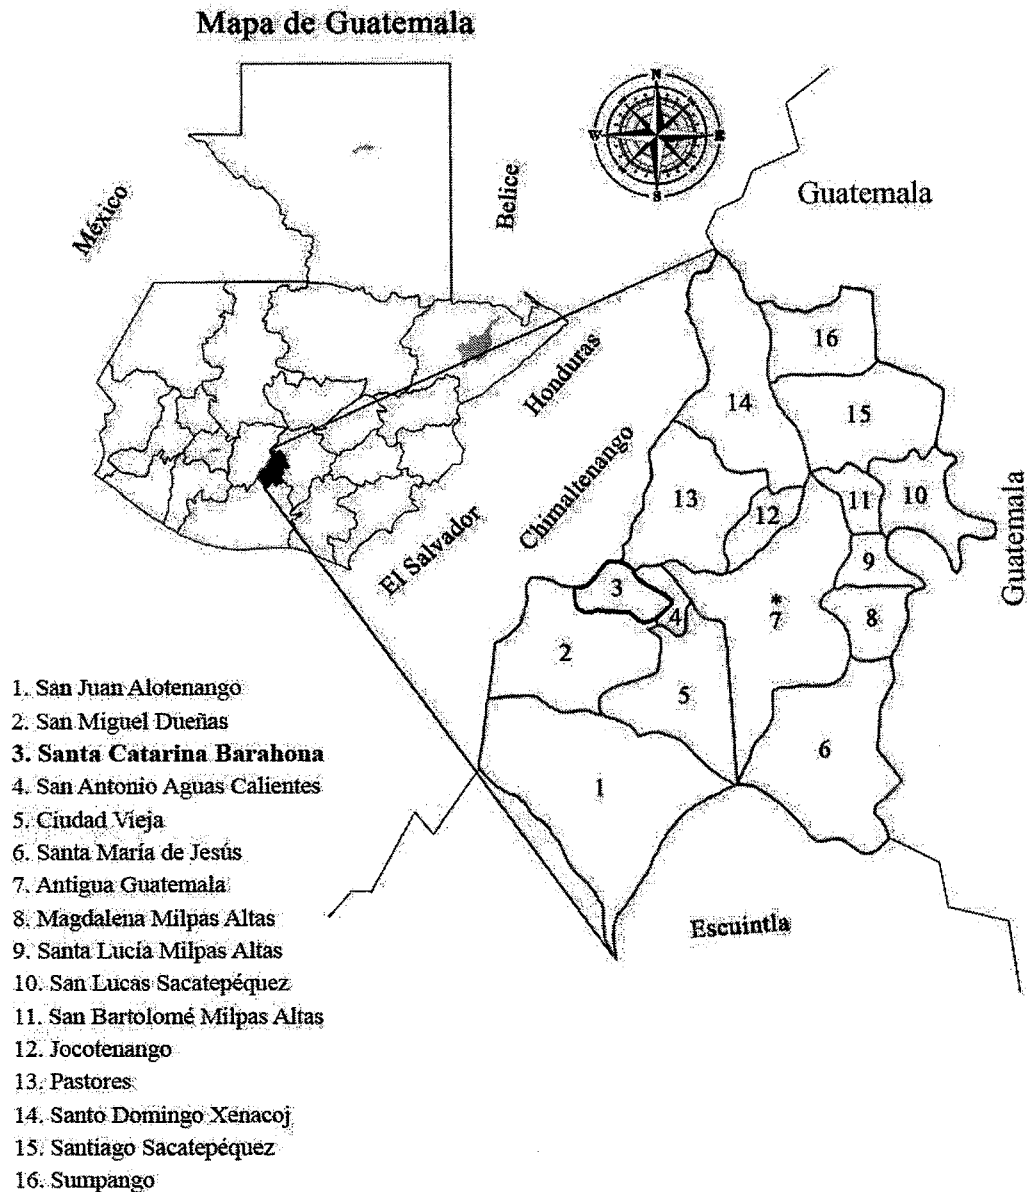 Mapa de Guatemala
N
W
E
S
México
Belice
Guatemala
Honduras
Chimaltenango
El Salvador
Guatemala
Escuintla
16
14
15
13
12
11
10
9
3
4
*
7
8
2
5
6
1
1. San Juan Alotenango
2. San Miguel Dueñas
3. Santa Catarina Barahona
4. San Antonio Aguas Calientes
5. Ciudad Vieja
6. Santa María de Jesús
7. Antigua Guatemala
8. Magdalena Milpas Altas
9. Santa Lucía Milpas Altas
10. San Lucas Sacatepéquez
11. San Bartolomé Milpas Altas
12. Jocotenango
13. Pastores
14. Santo Domingo Xenacoj
15. Santiago Sacatepéquez
16. Sumpango